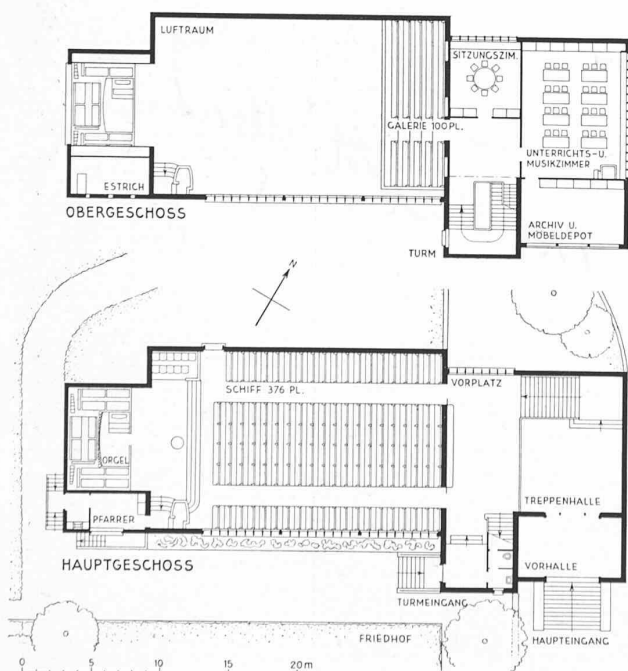 LUFTRAUM
SITZUNGSZIM.
GALERIE 100 PL.
UNTERRICHTS- U.
MUSIKZIMMER
ESTRICH
OBERGESCHOSS
ARCHIV U.
MÖBELDEPOT
TURM
N
SCHIFF 376 PL.
VORPLATZ
ORGEL
PFARRER
TREPPENHALLE
HAUPTGESCHOSS
VORHALLE
TURMEINGANG
FRIEDHOF
HAUPTEINGANG
0 5 10 15 20 m